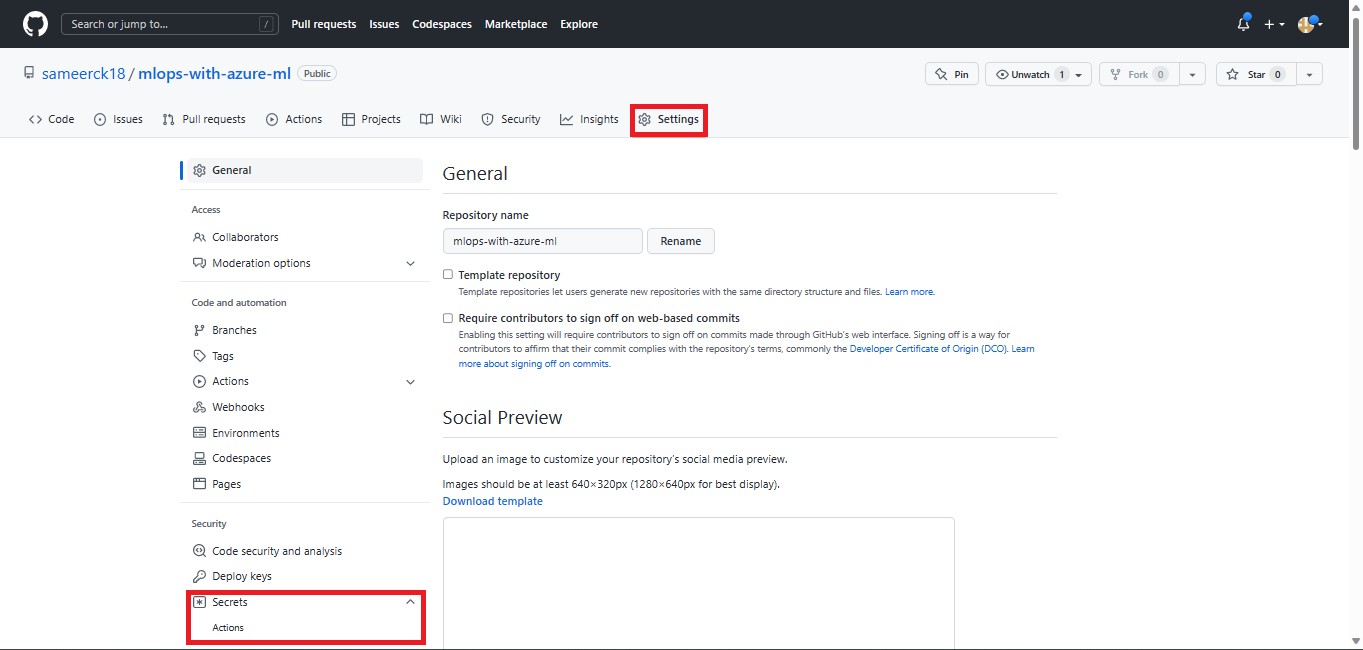 Search or jump to... / Pull requests Issues Codespaces Marketplace Explore
sameerck18 / mlops-with-azure-ml Public Pin Unwatch 1 Fork 0 Star 0
Code Issues Pull requests Actions Projects Wiki Security Insights Settings
General
Access
Collaborators
Moderation options
Code and automation
Branches
Tags
Actions
Webhooks
Environments
Codespaces
Pages
Security
Code security and analysis
Deploy keys
Secrets
Actions
General
Repository name
mlops-with-azure-ml Rename
Template repository
Template repositories let users generate new repositories with the same directory structure and files. Learn more.
Require contributors to sign off on web-based commits
Enabling this setting will require contributors to sign off on commits made through GitHub's web interface. Signing off is a way for
contributors to affirm that their commit complies with the repository's terms, commonly the Developer Certificate of Origin (DCO). Learn
more about signing off on commits.
Social Preview
Upload an image to customize your repository's social media preview.
Images should be at least 640×320px (1280×640px for best display).
Download template